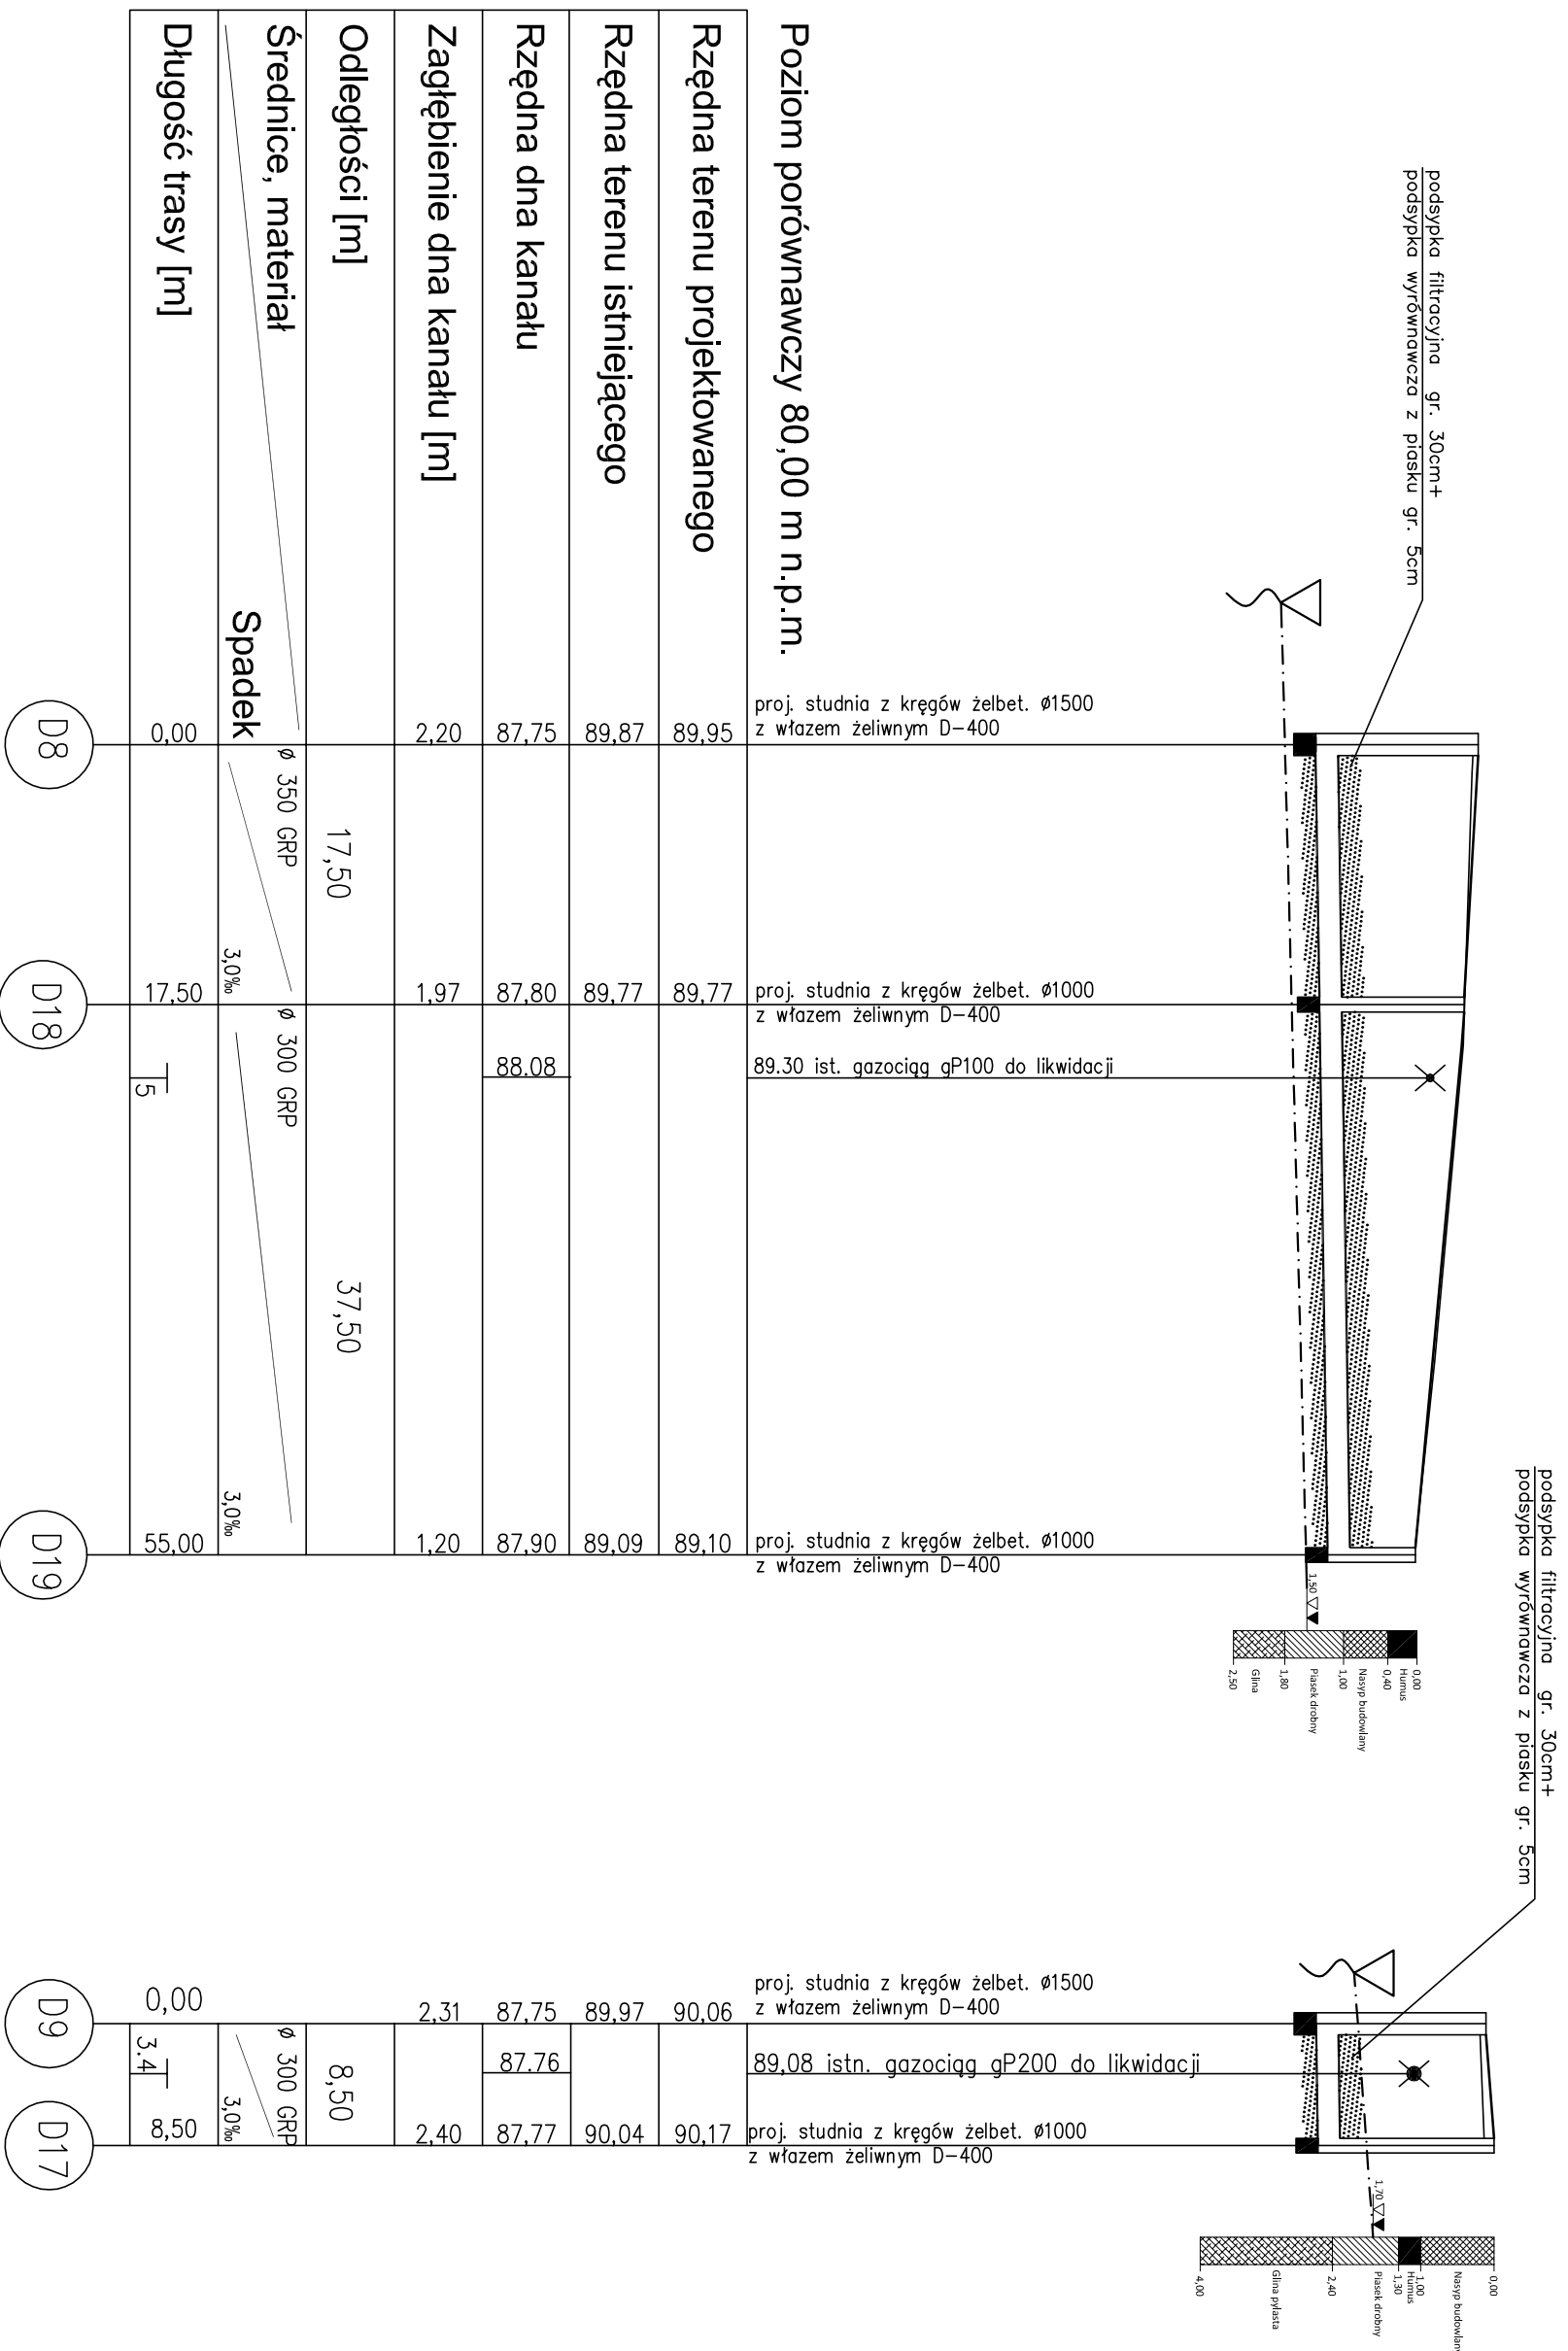 podsypka filtracyjna gr. 30cm+
podsypka wyrównawcza z piasku gr. 5cm
podsypka filtracyjna gr. 30cm+
podsypka wyrównawcza z piasku gr. 5cm
1,50
0,00
Humus
0,40
Nasyp budowlany
1,00
Piasek drobny
1,80
Glina
2,50
1,70
0,00
Nasyp budowlan
1,00
Humus
1,30
Piasek drobny
2,40
Glina pylasta
4,00
Poziom porównawczy 80,00 m n.p.m.
proj. studnia z kręgów żelbet. Ø1500
z włazem żeliwnym D-400
proj. studnia z kręgów żelbet. Ø1000
z włazem żeliwnym D-400
89.30 ist. gazociąg gP100 do likwidacji
proj. studnia z kręgów żelbet. Ø1000
z włazem żeliwnym D-400
proj. studnia z kręgów żelbet. Ø1500
z włazem żeliwnym D-400
89,08 istn. gazociąg gP200 do likwidacji
proj. studnia z kręgów żelbet. Ø1000
z włazem żeliwnym D-400
Rzędna terenu projektowanego 89,95 89,77 89,10 90,06 90,17
Rzędna terenu istniejącego 89,87 89,77 89,09 89,97 90,04
Rzędna dna kanału 87,75 87,80 88.08 87,90 87,75 87.76 87,77
Zagłębienie dna kanału [m] 2,20 1,97 1,20 2,31 2,40
Odległości [m] 17,50 37,50 8,50
Średnice, materiał Ø 350 GRP Ø 300 GRP Ø 300 GRP
Spadek 3,0‰ 3,0‰ 3,0‰
Długość trasy [m] 0,00 17,50 5 55,00 0,00 3.4 8,50
D8 D18 D19 D9 D17